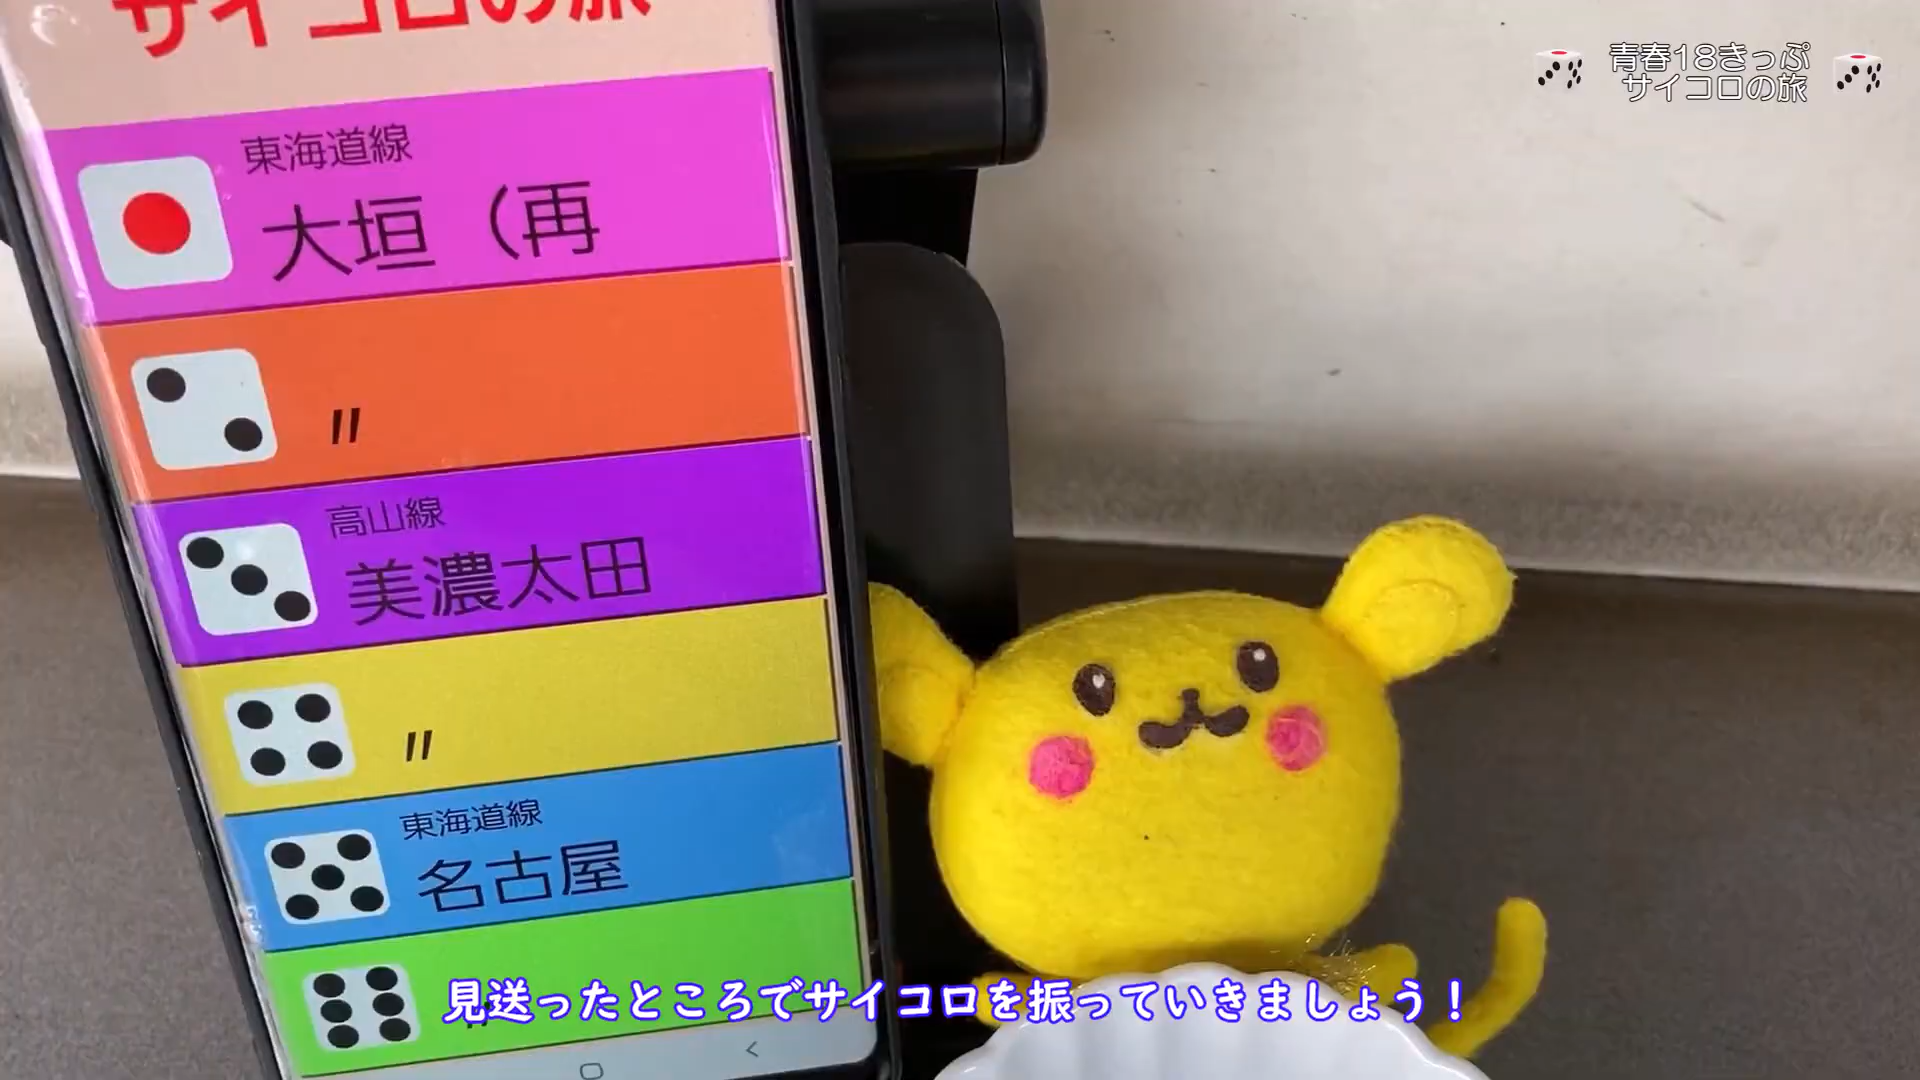 サイコロの旅
青春18きっぷ
サイコロの旅
東海道線
大垣（再
〃
高山線
美濃太田
〃
東海道線
名古屋
〃
見送ったところでサイコロを振っていきましょう！